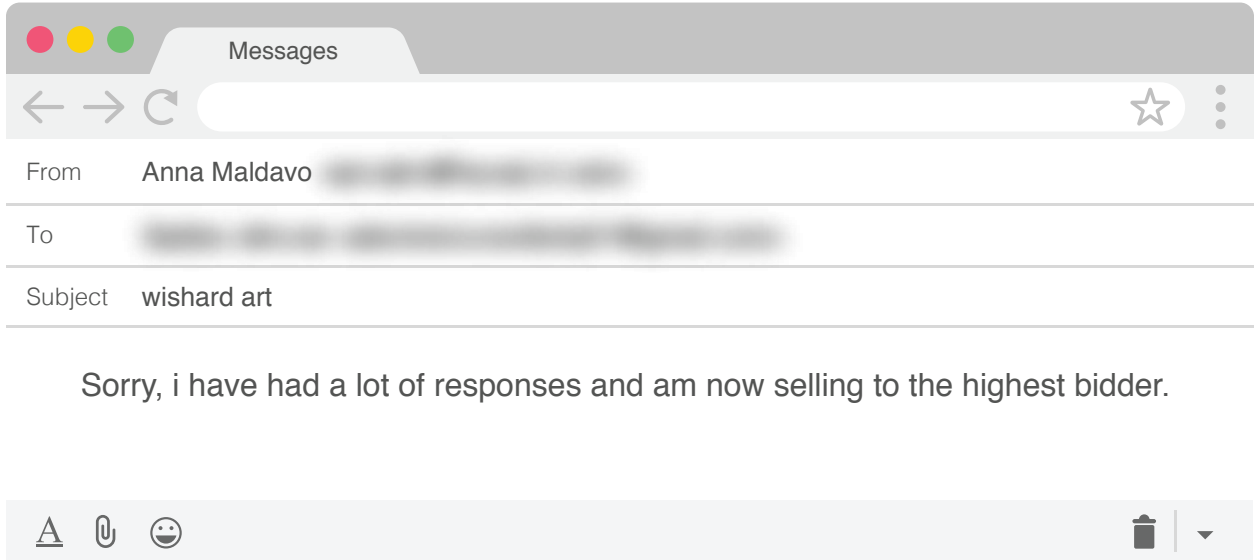 Messages
From Anna Maldavo
To
Subject wishard art
Sorry, i have had a lot of responses and am now selling to the highest bidder.
A